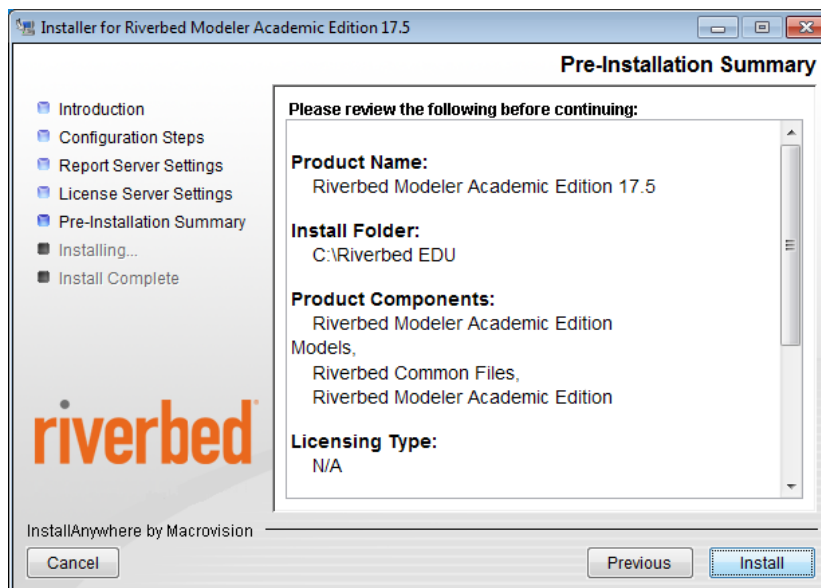 Installer for Riverbed Modeler Academic Edition 17.5
Pre-Installation Summary
Introduction
Configuration Steps
Report Server Settings
License Server Settings
Pre-Installation Summary
Installing...
Install Complete
riverbed
Please review the following before continuing:
Product Name:
Riverbed Modeler Academic Edition 17.5
Install Folder:
C:\Riverbed EDU
Product Components:
Riverbed Modeler Academic Edition
Models,
Riverbed Common Files,
Riverbed Modeler Academic Edition
Licensing Type:
N/A
InstallAnywhere by Macrovision
Cancel
Previous
Install